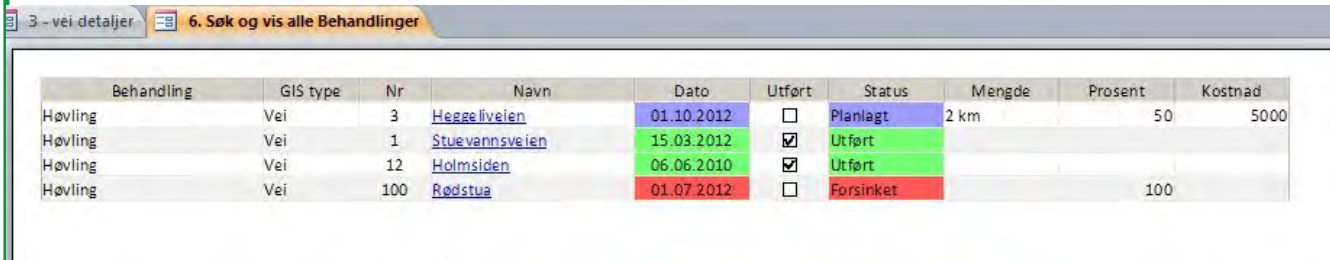 3 - vei detaljer 6. Søk og vis alle Behandlinger
Behandling GIS type Nr Navn Dato Utført Status Mengde Prosent Kostnad
Høvling Vei 3 Heggeliveien 01.10.2012 Planlagt 2 km 50 5000
Høvling Vei 1 Stuevannsveien 15.03.2012 Utført
Høvling Vei 12 Holmsiden 06.06.2010 Utført
Høvling Vei 100 Rødstua 01.07.2012 Forsinket 100